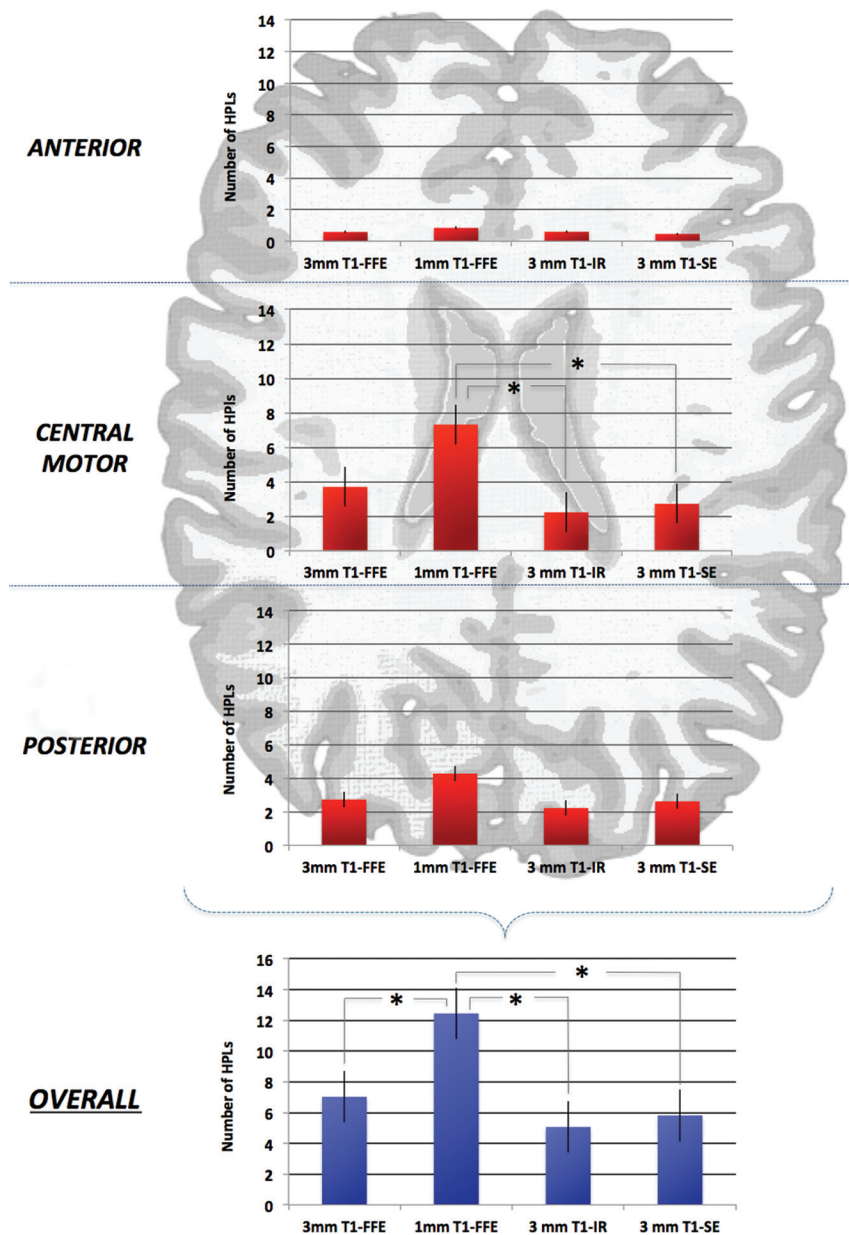 ANTERIOR
Number of HPLs
14
12
10
8
6
4
2
0
3mm T1-FFE 1mm T1-FFE 3 mm T1-IR 3 mm T1-SE
CENTRAL
MOTOR
Number of HPls
14
12
10
8
6
4
2
0
*
*
3mm T1-FFE 1mm T1-FFE 3 mm T1-IR 3 mm T1-SE
POSTERIOR
Number of HPLs
14
12
10
8
6
4
2
0
3mm T1-FFE 1mm T1-FFE 3 mm T1-IR 3 mm T1-SE
OVERALL
Number of HPLs
16
14
12
10
8
6
4
2
0
*
* *
3mm T1-FFE 1mm T1-FFE 3 mm T1-IR 3 mm T1-SE